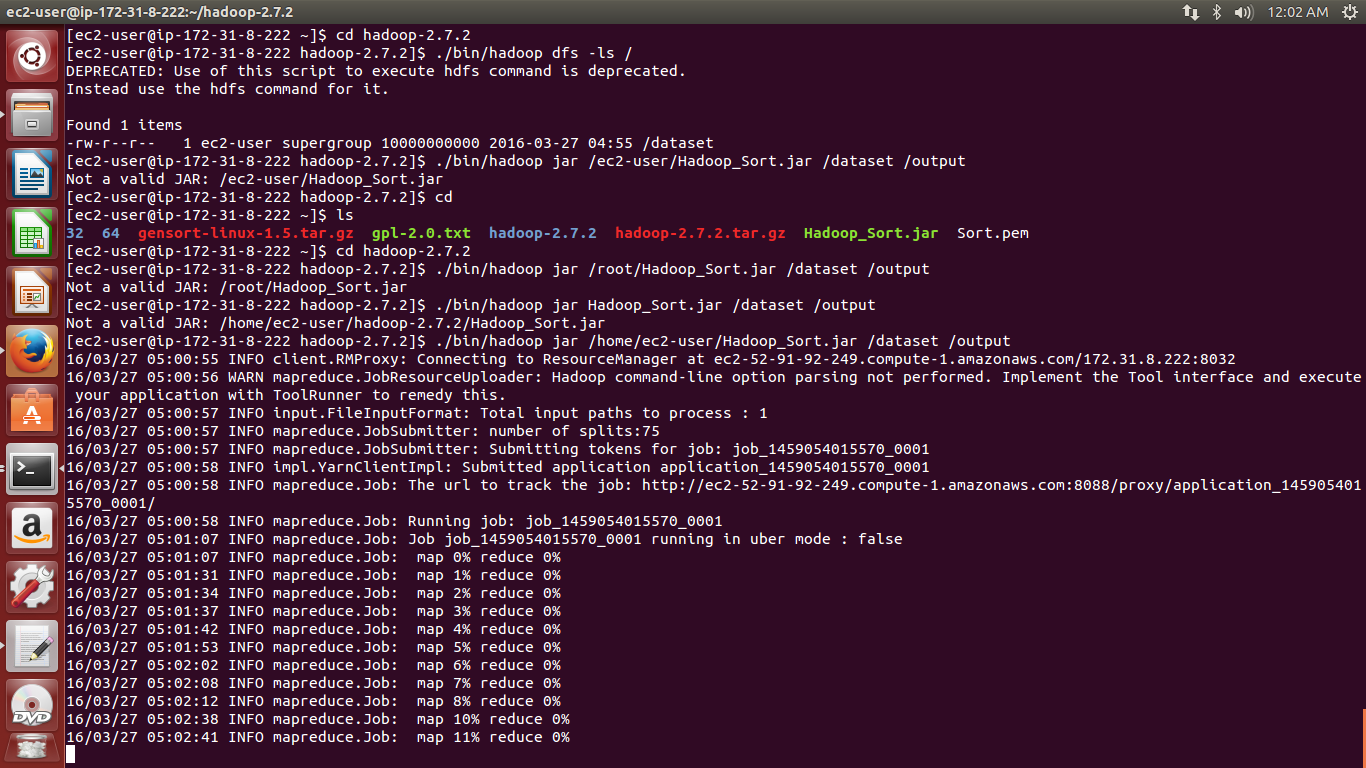 ec2-user@ip-172-31-8-222:~/hadoop-2.7.2
12:02 AM
[ec2-user@ip-172-31-8-222 ~]$ cd hadoop-2.7.2
[ec2-user@ip-172-31-8-222 hadoop-2.7.2]$ ./bin/hadoop dfs -ls /
DEPRECATED: Use of this script to execute hdfs command is deprecated.
Instead use the hdfs command for it.
Found 1 items
-rw-r--r--   1 ec2-user supergroup 10000000000 2016-03-27 04:55 /dataset
[ec2-user@ip-172-31-8-222 hadoop-2.7.2]$ ./bin/hadoop jar /ec2-user/Hadoop_Sort.jar /dataset /output
Not a valid JAR: /ec2-user/Hadoop_Sort.jar
[ec2-user@ip-172-31-8-222 hadoop-2.7.2]$ cd
[ec2-user@ip-172-31-8-222 ~]$ ls
32  64  gensort-linux-1.5.tar.gz  gpl-2.0.txt  hadoop-2.7.2  hadoop-2.7.2.tar.gz  Hadoop_Sort.jar  Sort.pem
[ec2-user@ip-172-31-8-222 ~]$ cd hadoop-2.7.2
[ec2-user@ip-172-31-8-222 hadoop-2.7.2]$ ./bin/hadoop jar /root/Hadoop_Sort.jar /dataset /output
Not a valid JAR: /root/Hadoop_Sort.jar
[ec2-user@ip-172-31-8-222 hadoop-2.7.2]$ ./bin/hadoop jar Hadoop_Sort.jar /dataset /output
Not a valid JAR: /home/ec2-user/hadoop-2.7.2/Hadoop_Sort.jar
[ec2-user@ip-172-31-8-222 hadoop-2.7.2]$ ./bin/hadoop jar /home/ec2-user/Hadoop_Sort.jar /dataset /output
16/03/27 05:00:55 INFO client.RMProxy: Connecting to ResourceManager at ec2-52-91-92-249.compute-1.amazonaws.com/172.31.8.222:8032
16/03/27 05:00:56 WARN mapreduce.JobResourceUploader: Hadoop command-line option parsing not performed. Implement the Tool interface and execute
your application with ToolRunner to remedy this.
16/03/27 05:00:57 INFO input.FileInputFormat: Total input paths to process : 1
16/03/27 05:00:57 INFO mapreduce.JobSubmitter: number of splits:75
16/03/27 05:00:57 INFO mapreduce.JobSubmitter: Submitting tokens for job: job_1459054015570_0001
16/03/27 05:00:58 INFO impl.YarnClientImpl: Submitted application application_1459054015570_0001
16/03/27 05:00:58 INFO mapreduce.Job: The url to track the job: http://ec2-52-91-92-249.compute-1.amazonaws.com:8088/proxy/application_145905401
5570_0001/
16/03/27 05:00:58 INFO mapreduce.Job: Running job: job_1459054015570_0001
16/03/27 05:01:07 INFO mapreduce.Job: Job job_1459054015570_0001 running in uber mode : false
16/03/27 05:01:07 INFO mapreduce.Job:  map 0% reduce 0%
16/03/27 05:01:31 INFO mapreduce.Job:  map 1% reduce 0%
16/03/27 05:01:34 INFO mapreduce.Job:  map 2% reduce 0%
16/03/27 05:01:37 INFO mapreduce.Job:  map 3% reduce 0%
16/03/27 05:01:42 INFO mapreduce.Job:  map 4% reduce 0%
16/03/27 05:01:53 INFO mapreduce.Job:  map 5% reduce 0%
16/03/27 05:02:02 INFO mapreduce.Job:  map 6% reduce 0%
16/03/27 05:02:08 INFO mapreduce.Job:  map 7% reduce 0%
16/03/27 05:02:12 INFO mapreduce.Job:  map 8% reduce 0%
16/03/27 05:02:38 INFO mapreduce.Job:  map 10% reduce 0%
16/03/27 05:02:41 INFO mapreduce.Job:  map 11% reduce 0%
DVD